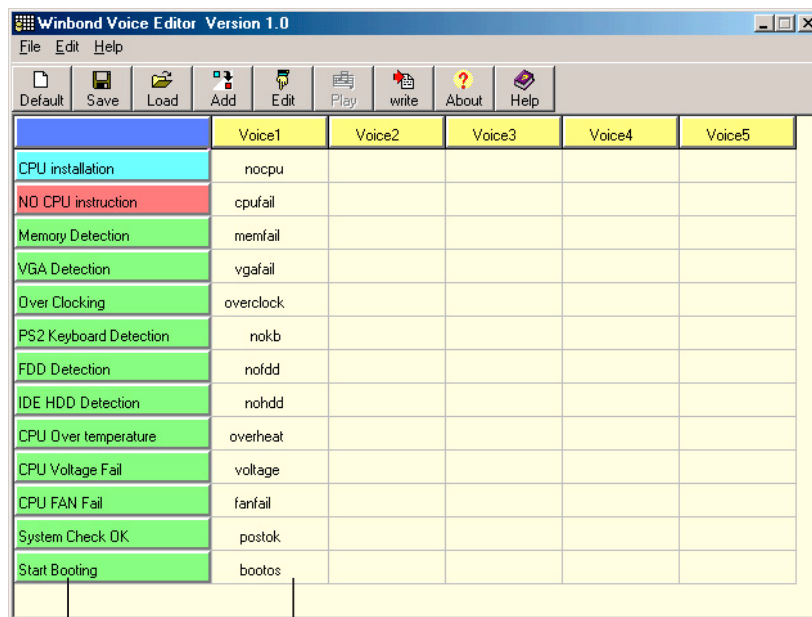 Winbond Voice Editor Version 1.0
File Edit Help
Default Save Load Add Edit Play write About Help
Voice1 Voice2 Voice3 Voice4 Voice5
CPU installation nocpu
NO CPU instruction cpufail
Memory Detection memfail
VGA Detection vgafail
Over Clocking overclock
PS2 Keyboard Detection nokb
FDD Detection nofdd
IDE HDD Detection nohdd
CPU Over temperature overheat
CPU Voltage Fail voltage
CPU FAN Fail fanfail
System Check OK postok
Start Booting bootos